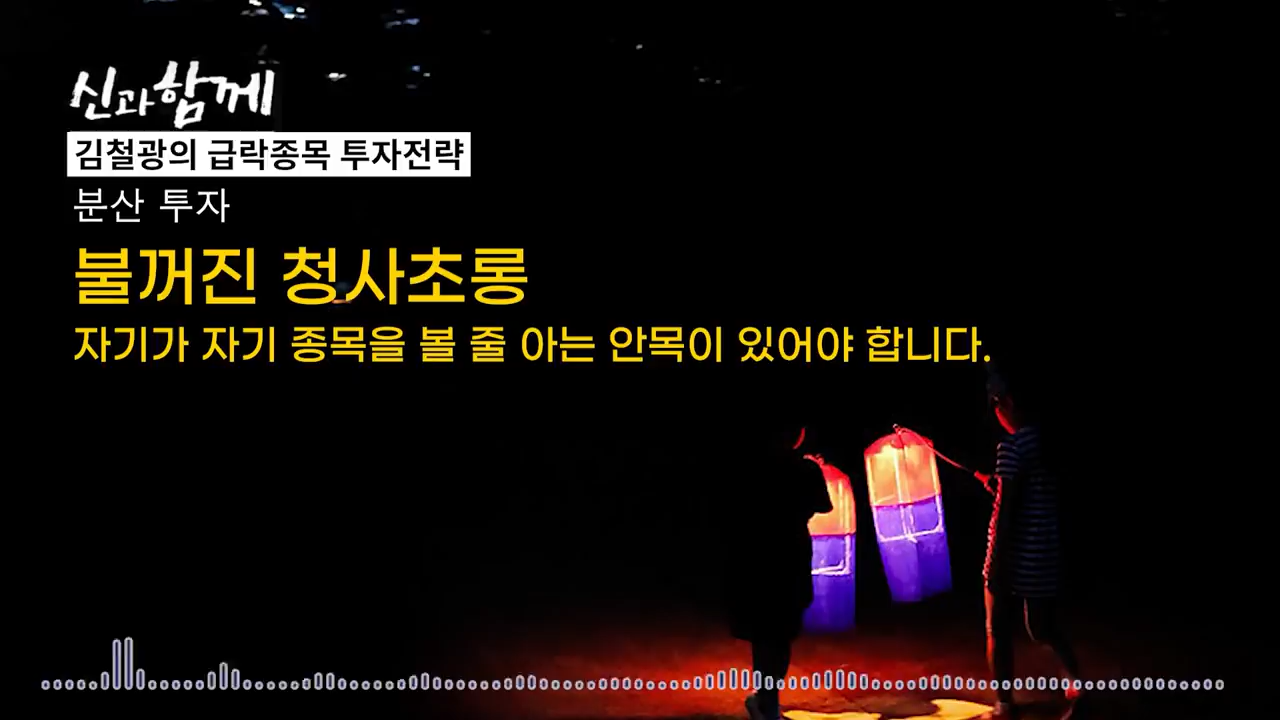 신과함께
김철광의 급락종목 투자전략
분산 투자
불꺼진 청사초롱
자기가 자기 종목을 볼 줄 아는 안목이 있어야 합니다.